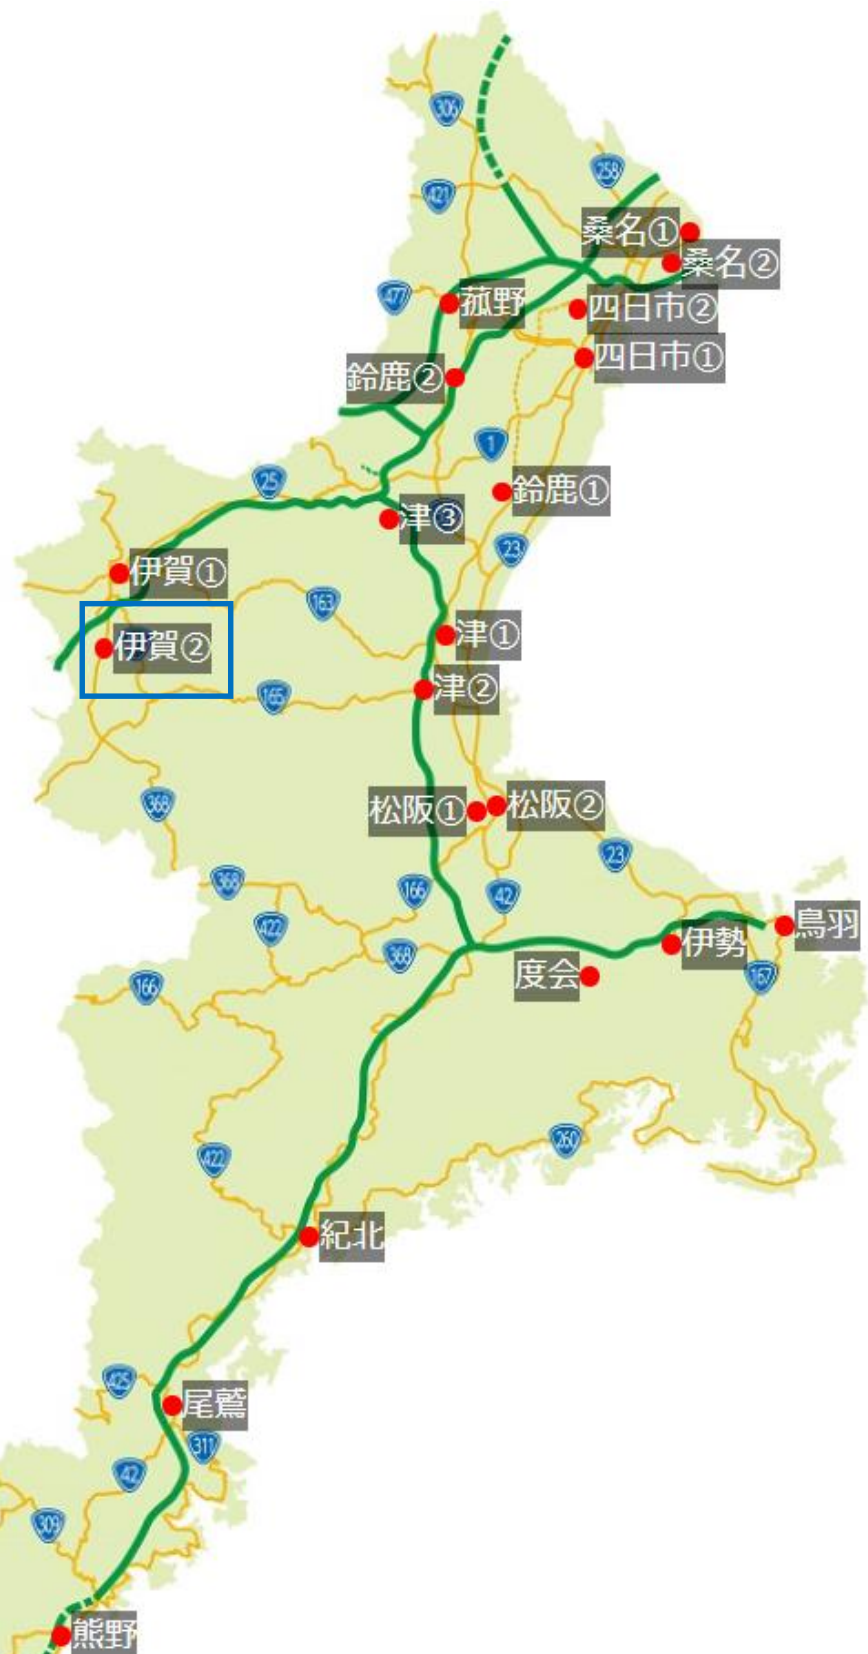 306
258
421
桑名①
桑名②
477
菰野
四日市②
四日市①
鈴鹿②
1
25
鈴鹿①
津③
23
伊賀①
163
津①
伊賀②
165
津②
368
松阪①
松阪②
23
368
166
42
422
鳥羽
伊勢
368
度会
167
166
260
422
紀北
425
尾鷲
311
42
309
熊野